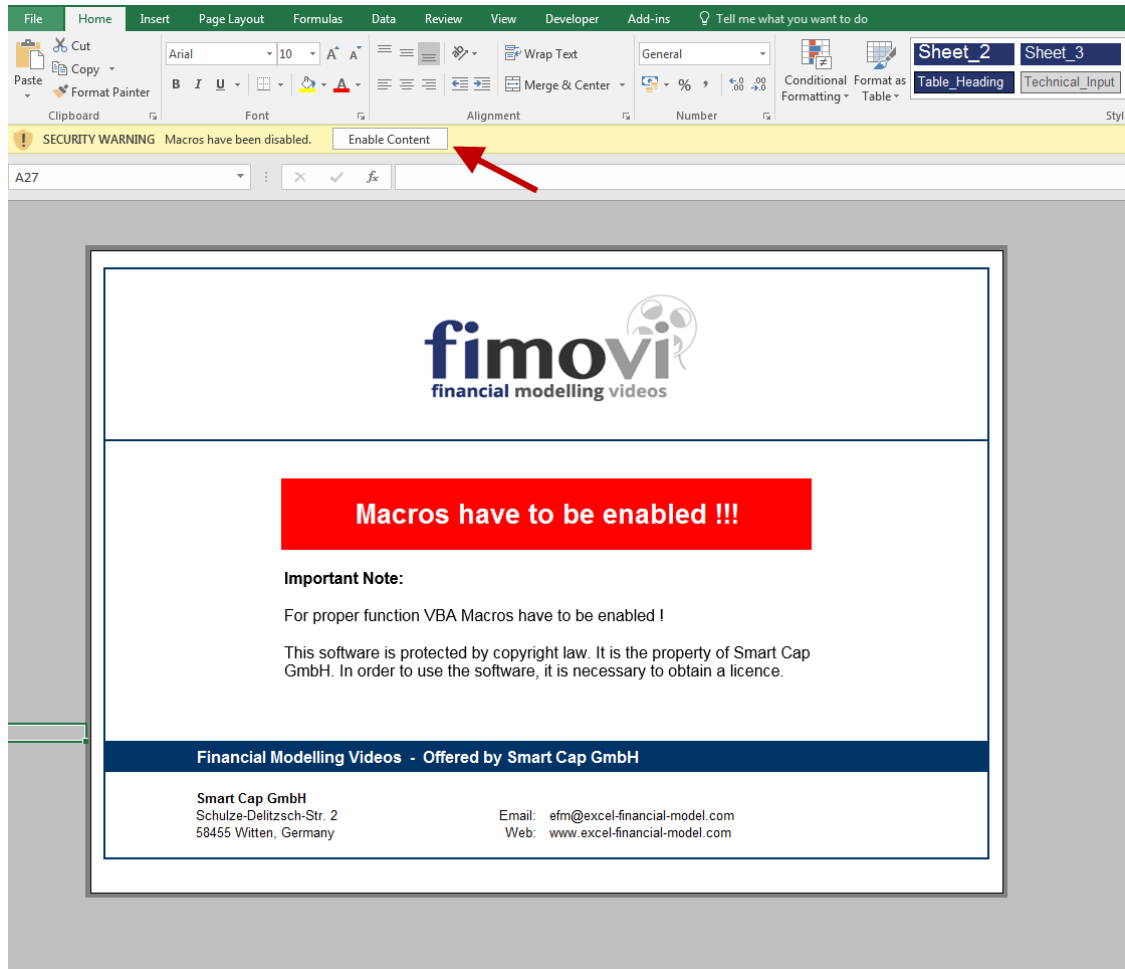 File Home Insert Page Layout Formulas Data Review View Developer Add-ins Tell me what you want to do
Cut
Copy
Format Painter
Paste
Clipboard
Arial 10 A A
B I U A
Font
Wrap Text
Merge & Center
Alignment
General
% , .00 .00
Number
Conditional Formatting
Format as Table
Sheet_2 Sheet_3
Table_Heading Technical_Input
Styl
SECURITY WARNING Macros have been disabled. Enable Content
A27 fx
fimovi
financial modelling videos
Macros have to be enabled !!!
Important Note:
For proper function VBA Macros have to be enabled !
This software is protected by copyright law. It is the property of Smart Cap
GmbH. In order to use the software, it is necessary to obtain a licence.
Financial Modelling Videos - Offered by Smart Cap GmbH
Smart Cap GmbH
Schulze-Delitzsch-Str. 2 Email: efm@excel-financial-model.com
58455 Witten, Germany Web: www.excel-financial-model.com